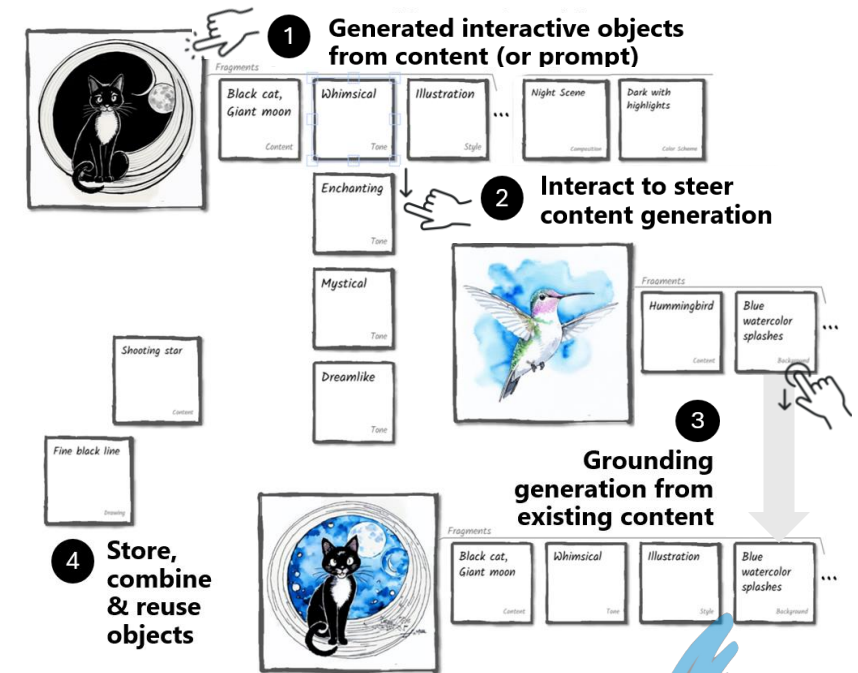 1
Generated interactive objects
from content (or prompt)
Fragments
Black cat,
Giant moon
Content
Whimsical
Tone
Illustration
Style
...
Night Scene
Composition
Dark with
highlights
Color Scheme
Enchanting
Tone
2
Interact to steer
content generation
Mystical
Tone
Dreamlike
Tone
Fragments
Hummingbird
Content
Blue
watercolor
splashes
Background
...
Shooting star
Content
Fine black line
Drawing
3
Grounding
generation from
existing content
4
Store,
combine
& reuse
objects
Fragments
Black cat,
Giant moon
Content
Whimsical
Tone
Illustration
Style
Blue
watercolor
splashes
Background
...